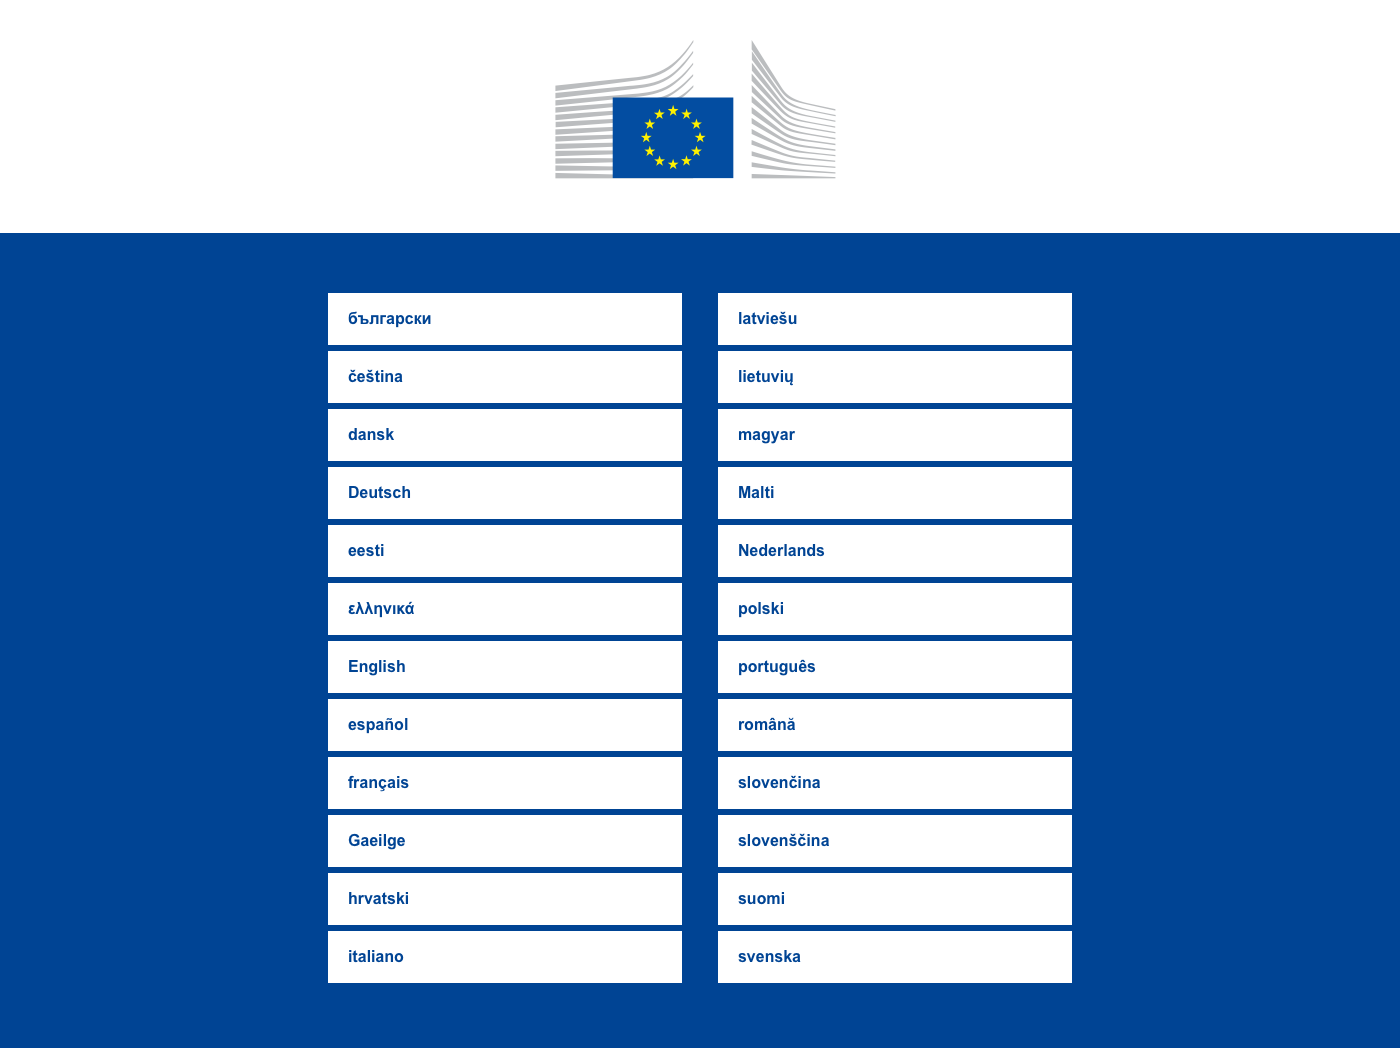 български
čeština
dansk
Deutsch
eesti
ελληνικά
English
español
français
Gaeilge
hrvatski
italiano
latviešu
lietuvių
magyar
Malti
Nederlands
polski
português
română
slovenčina
slovenščina
suomi
svenska